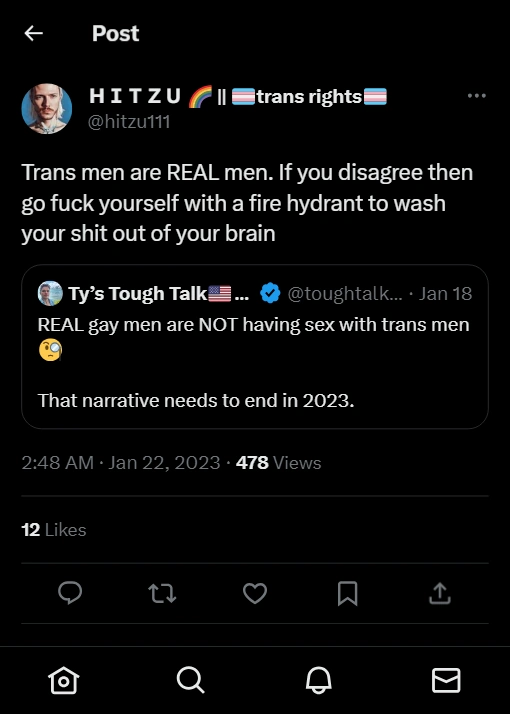 Post
H I T Z U 🌈 || 🏳️‍⚧️trans rights🏳️‍⚧️
@hitzu111
Trans men are REAL men. If you disagree then
go fuck yourself with a fire hydrant to wash
your shit out of your brain
Ty’s Tough Talk🇺🇸... @toughtalk... · Jan 18
REAL gay men are NOT having sex with trans men
🧐
That narrative needs to end in 2023.
2:48 AM · Jan 22, 2023 · 478 Views
12 Likes